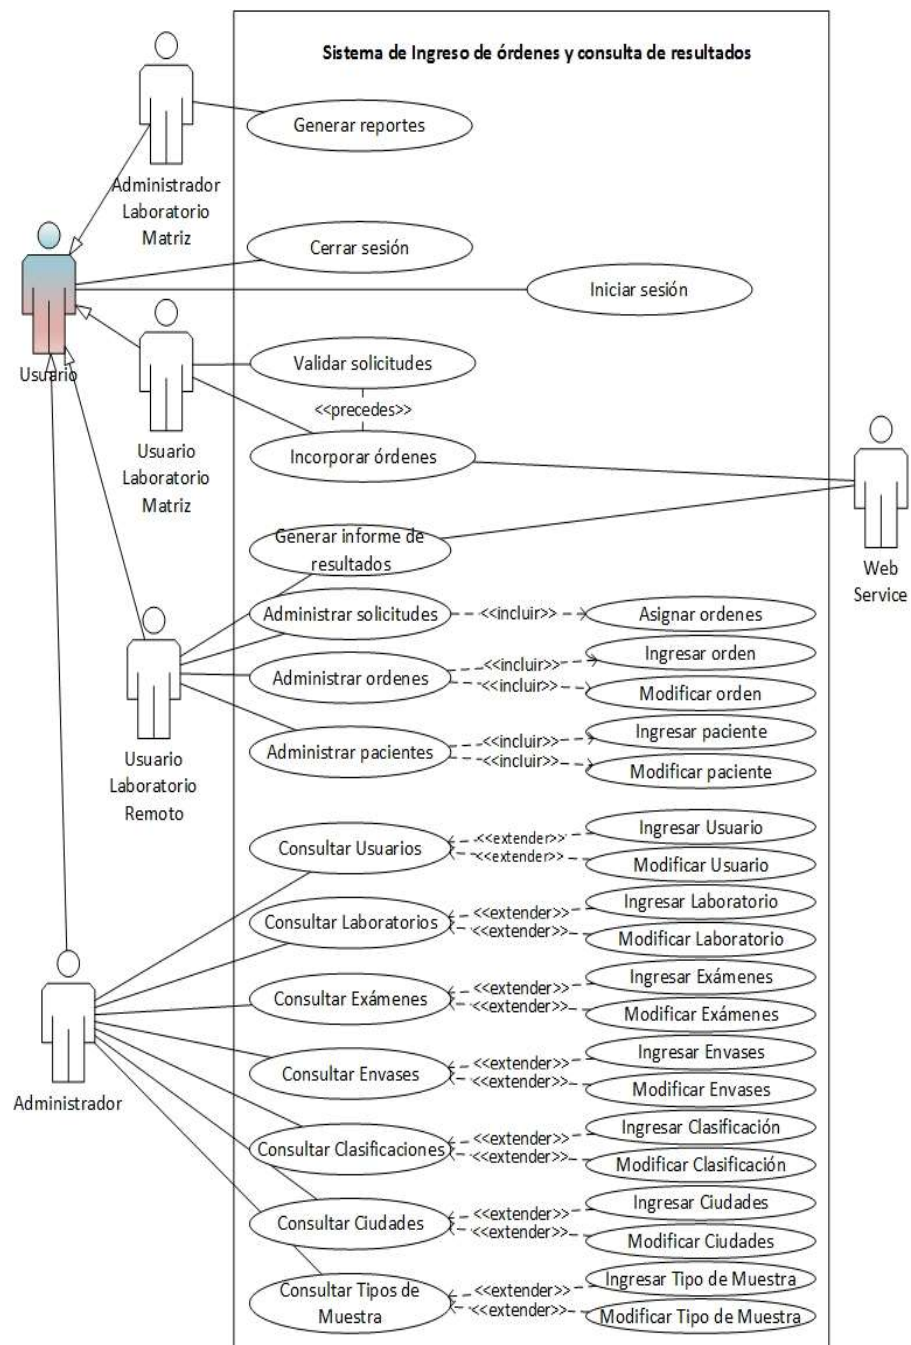 Sistema de Ingreso de órdenes y consulta de resultados
Generar reportes
Administrador
Laboratorio
Matriz
Cerrar sesión
Iniciar sesión
Usuario
Validar solicitudes
<<precedes>>
Usuario
Laboratorio
Matriz
Incorporar órdenes
Web
Service
Generar informe de
resultados
Administrar solicitudes
<<incluir>>
Asignar ordenes
Administrar ordenes
<<incluir>>
<<incluir>>
Ingresar orden
Modificar orden
Usuario
Laboratorio
Remoto
Administrar pacientes
<<incluir>>
<<incluir>>
Ingresar paciente
Modificar paciente
Consultar Usuarios
<<extender>>
<<extender>>
Ingresar Usuario
Modificar Usuario
Consultar Laboratorios
<<extender>>
<<extender>>
Ingresar Laboratorio
Modificar Laboratorio
Consultar Exámenes
<<extender>>
<<extender>>
Ingresar Exámenes
Modificar Exámenes
Administrador
Consultar Envases
<<extender>>
<<extender>>
Ingresar Envases
Modificar Envases
Consultar Clasificaciones
<<extender>>
<<extender>>
Ingresar Clasificación
Modificar Clasificación
Consultar Ciudades
<<extender>>
<<extender>>
Ingresar Ciudades
Modificar Ciudades
Consultar Tipos de
Muestra
<<extender>>
<<extender>>
Ingresar Tipo de Muestra
Modificar Tipo de Muestra